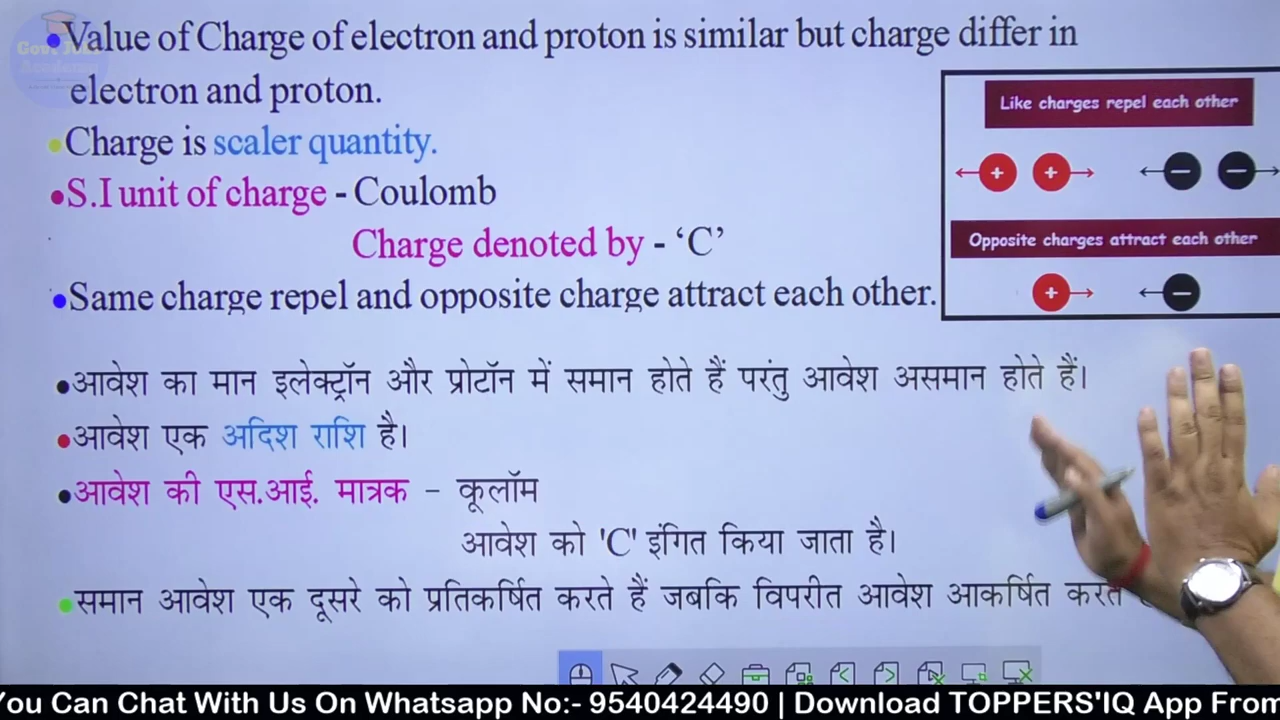 •Value of Charge of electron and proton is similar but charge differ in
electron and proton.
•Charge is scaler quantity.
•S.I unit of charge - Coulomb
Charge denoted by - ‘C’
•Same charge repel and opposite charge attract each other.
Like charges repel each other
+ + − −
Opposite charges attract each other
+ −
•आवेश का मान इलेक्ट्रॉन और प्रोटॉन में समान होते हैं परंतु आवेश असमान होते हैं।
•आवेश एक अदिश राशि है।
•आवेश की एस.आई. मात्रक - कूलॉम
आवेश को 'C' इंगित किया जाता है।
•समान आवेश एक दूसरे को प्रतिकर्षित करते हैं जबकि विपरीत आवेश आकर्षित करते
You Can Chat With Us On Whatsapp No:- 9540424490 | Download TOPPERS'IQ App From